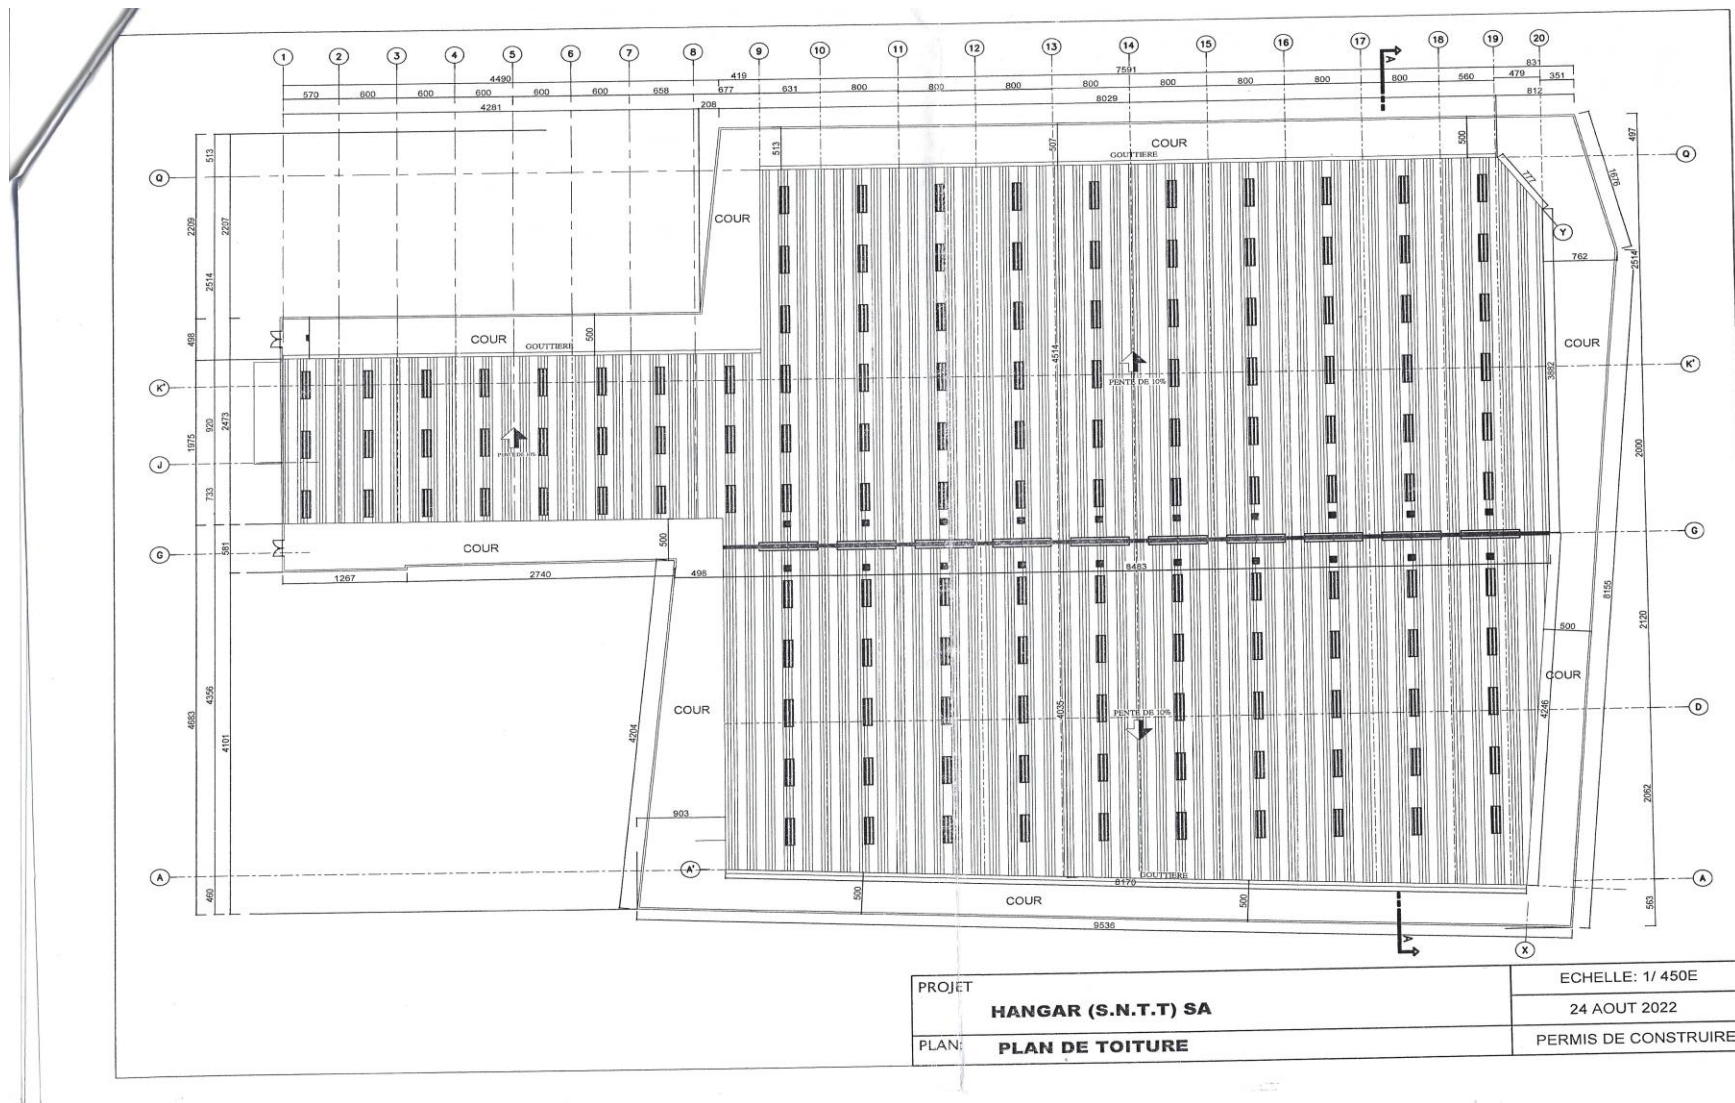 1 2 3 4 5 6 7 8 9 10 11 12 13 14 15 16 17 18 19 20
4490 419 7591 831
570 600 600 600 600 600 658 677 631 800 800 800 800 800 800 800 800 560 479 351
4281 208 8029 812
513 507 500 497
COUR
GOUTTIERE
Q Q
777 1676
2209 2207
COUR
Y
762 2514
2514
498
COUR
GOUTTIERE
500
COUR
4514
K' K'
PENTE DE 10%
3882
1975 920 2473
2000
J
733
G G
381
COUR
500
1267 2740 498 8483
8155
500
2120
COUR
4683 4356 4101
4204
COUR
4035
PENTE DE 10%
4246
D
2062
903
A A' A
GOUTTIERE
8170
4660
500 500
COUR
563
9536
A A
X
PROJET
HANGAR (S.N.T.T) SA
ECHELLE: 1/ 450E
24 AOUT 2022
PLAN:
PLAN DE TOITURE
PERMIS DE CONSTRUIRE